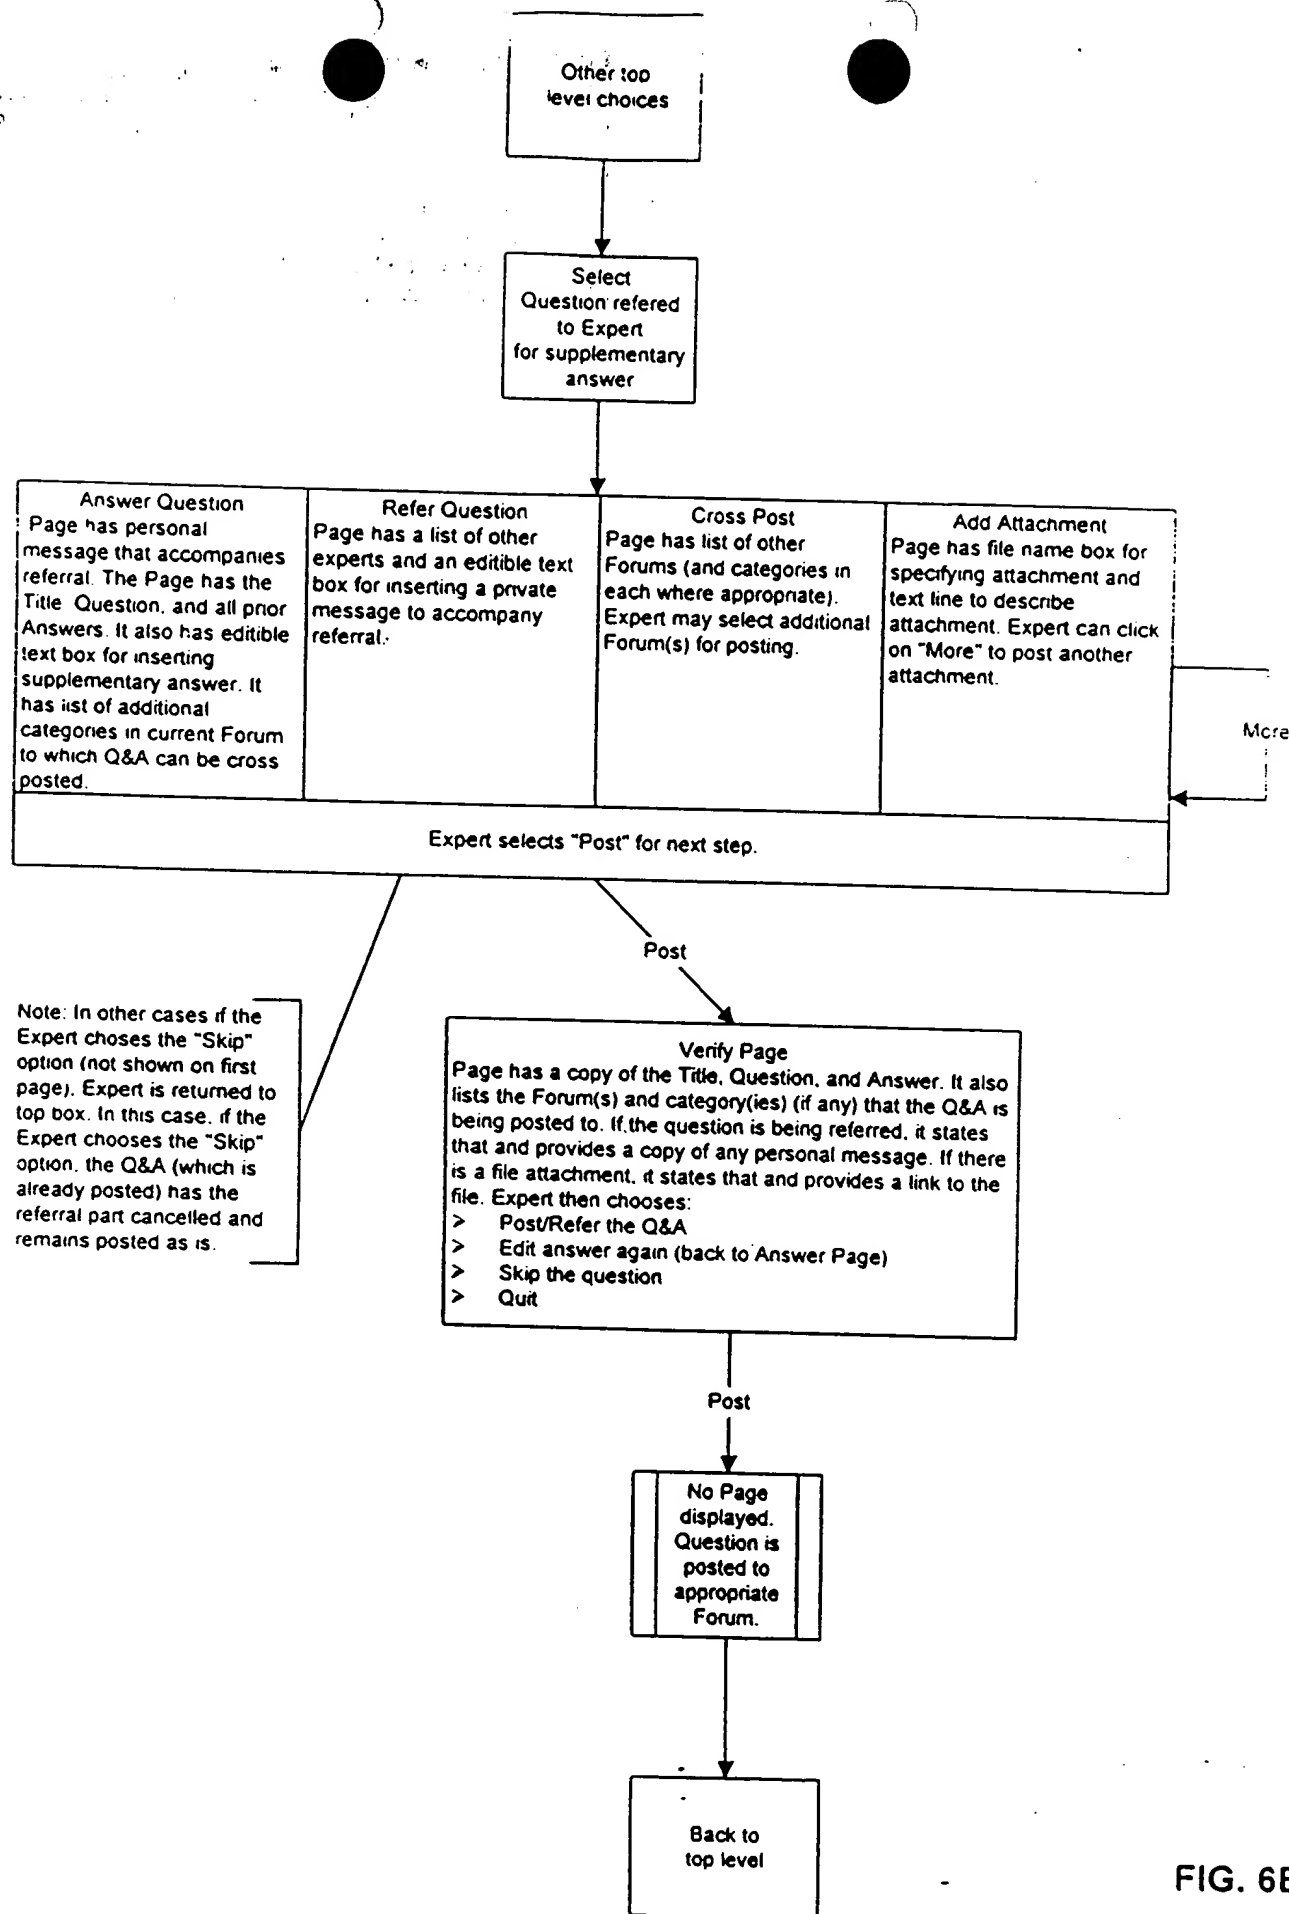 Other top
level choices
Select
Question refered
to Expert
for supplementary
answer
Answer Question
Page has personal
message that accompanies
referral. The Page has the
Title Question, and all prior
Answers. It also has editible
text box for inserting
supplementary answer. It
has list of additional
categories in current Forum
to which Q&A can be cross
posted.
Refer Question
Page has a list of other
experts and an editible text
box for inserting a private
message to accompany
referral.
Cross Post
Page has list of other
Forums (and categories in
each where appropriate).
Expert may select additional
Forum(s) for posting.
Add Attachment
Page has file name box for
specifying attachment and
text line to describe
attachment. Expert can click
on "More" to post another
attachment.
More
Expert selects "Post" for next step.
Post
Note: In other cases if the
Expert choses the "Skip"
option (not shown on first
page). Expert is returned to
top box. In this case, if the
Expert chooses the "Skip"
option, the Q&A (which is
already posted) has the
referral part cancelled and
remains posted as is.
Verify Page
Page has a copy of the Title, Question, and Answer. It also
lists the Forum(s) and category(ies) (if any) that the Q&A is
being posted to. If the question is being referred, it states
that and provides a copy of any personal message. If there
is a file attachment, it states that and provides a link to the
file. Expert then chooses:
> Post/Refer the Q&A
> Edit answer again (back to Answer Page)
> Skip the question
> Quit
Post
No Page
displayed.
Question is
posted to
appropriate
Forum.
Back to
top level
FIG. 6B